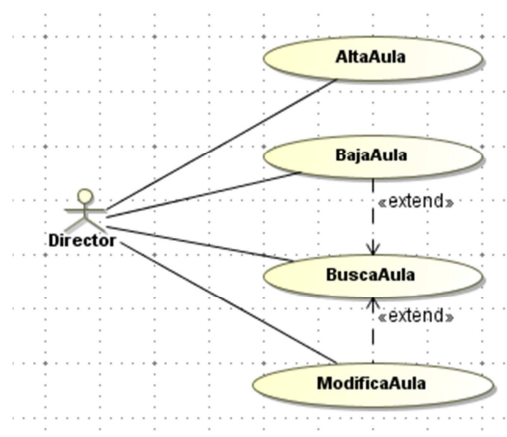 AltaAula
BajaAula
«extend»
Director
BuscaAula
«extend»
ModificaAula